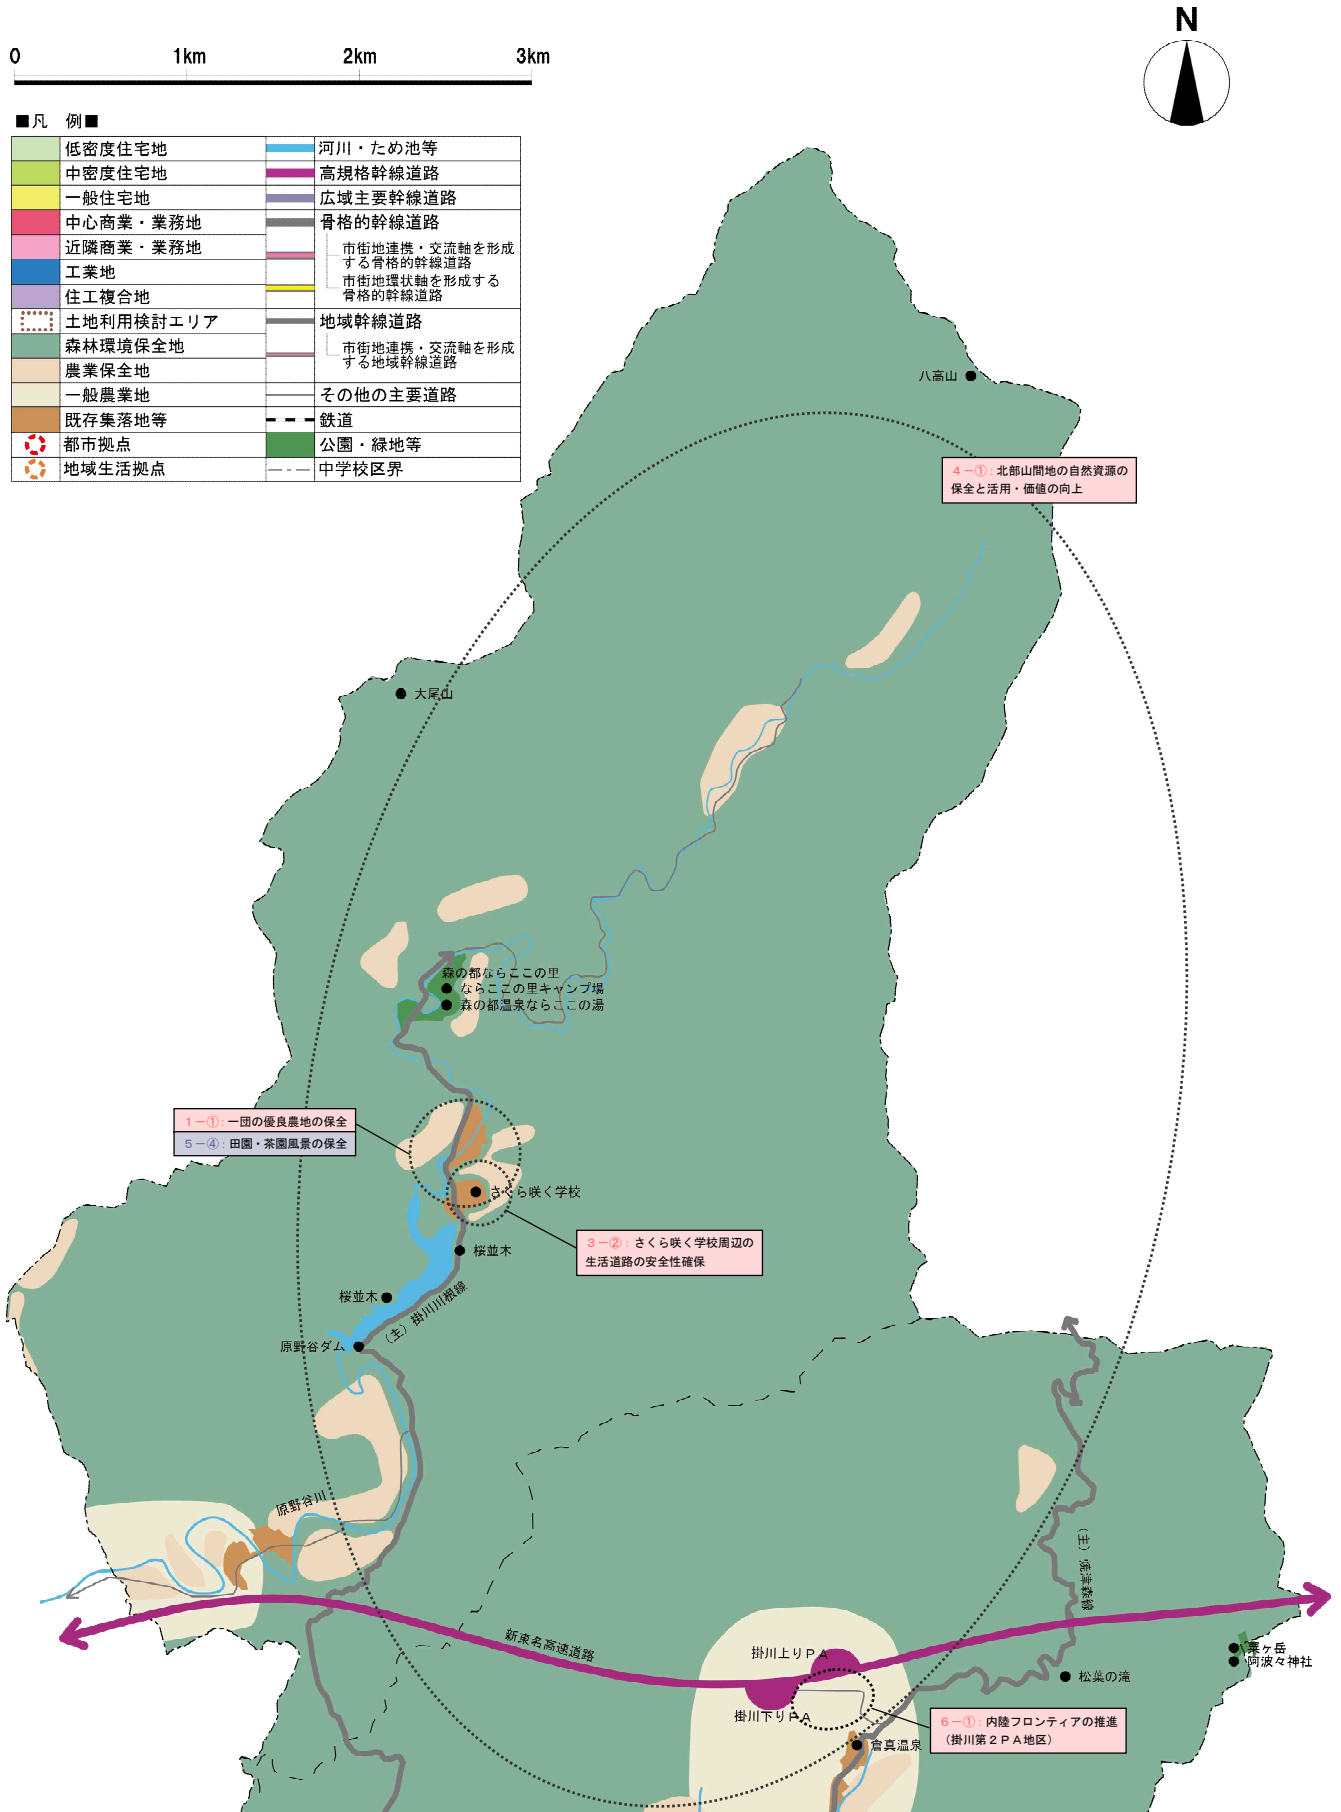 N
0 1km 2km 3km
■凡 例■
低密度住宅地
中密度住宅地
一般住宅地
中心商業・業務地
近隣商業・業務地
工業地
住工複合地
土地利用検討エリア
森林環境保全地
農業保全地
一般農業地
既存集落地等
都市拠点
地域生活拠点
河川・ため池等
高規格幹線道路
広域主要幹線道路
骨格的幹線道路
市街地連携・交流軸を形成
する骨格的幹線道路
市街地環状軸を形成する
骨格的幹線道路
地域幹線道路
市街地連携・交流軸を形成
する地域幹線道路
その他の主要道路
鉄道
公園・緑地等
中学校区界
八高山
4-①：北部山間地の自然資源の
保全と活用・価値の向上
大尾山
森の都ならここの里
ならここの里キャンプ場
森の都温泉ならここの湯
1-①：一団の優良農地の保全
5-④：田園・茶園風景の保全
さくら咲く学校
3-②：さくら咲く学校周辺の
生活道路の安全性確保
桜並木
桜並木
（主）掛川川根線
原野谷ダム
原野谷川
（主）焼津森線
新東名高速道路
掛川上りPA
掛川下りPA
粟ヶ岳
阿波々神社
松葉の滝
6-①：内陸フロンティアの推進
（掛川第2PA地区）
倉真温泉